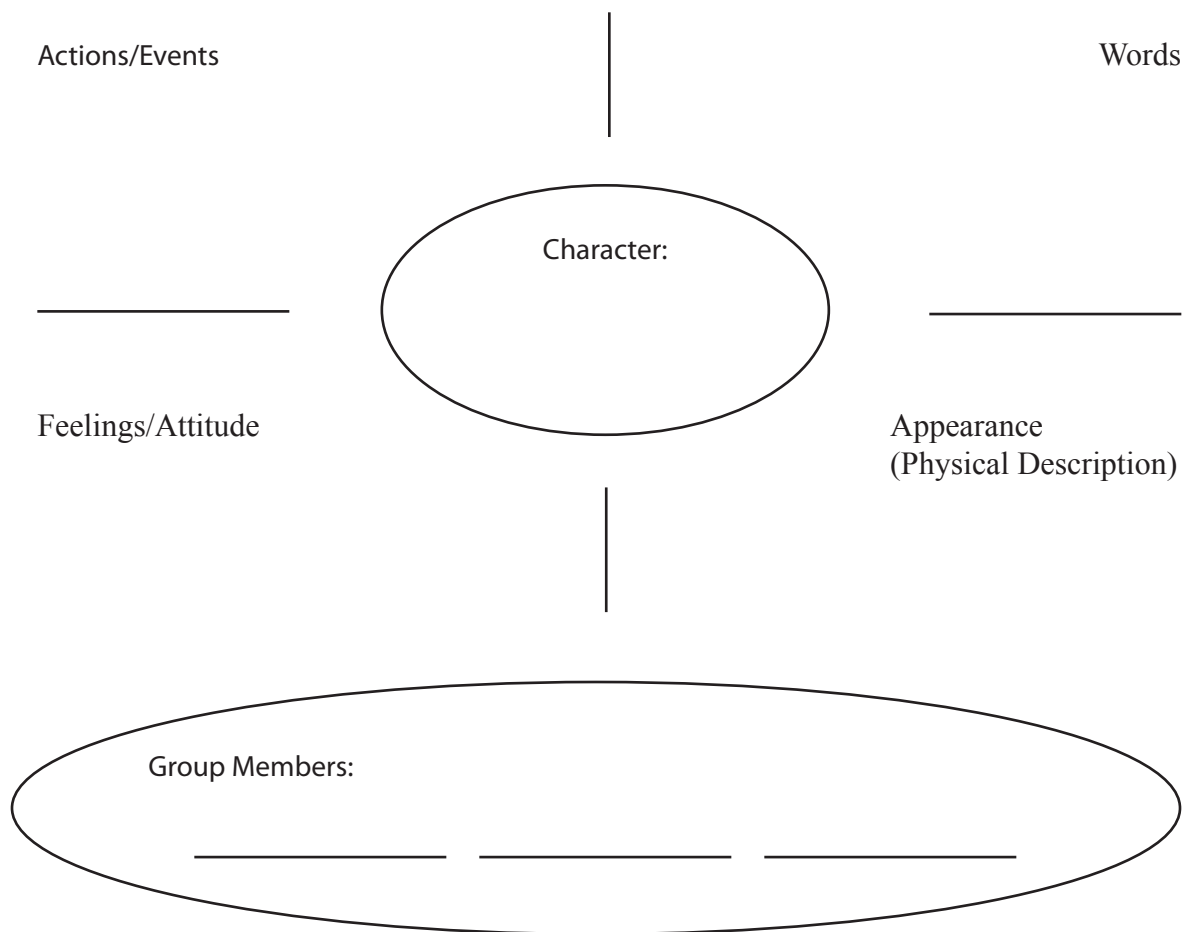 Actions/Events
Words
Character:
Feelings/Attitude
Appearance
(Physical Description)
Group Members: